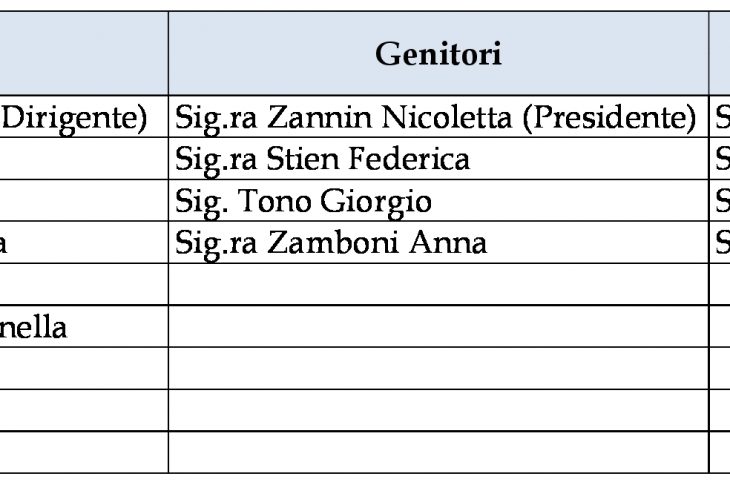 Genitori
Dirigente) Sig.ra Zannin Nicoletta (Presidente) S
Sig.ra Stien Federica S
Sig. Tono Giorgio S
a Sig.ra Zamboni Anna S
nella